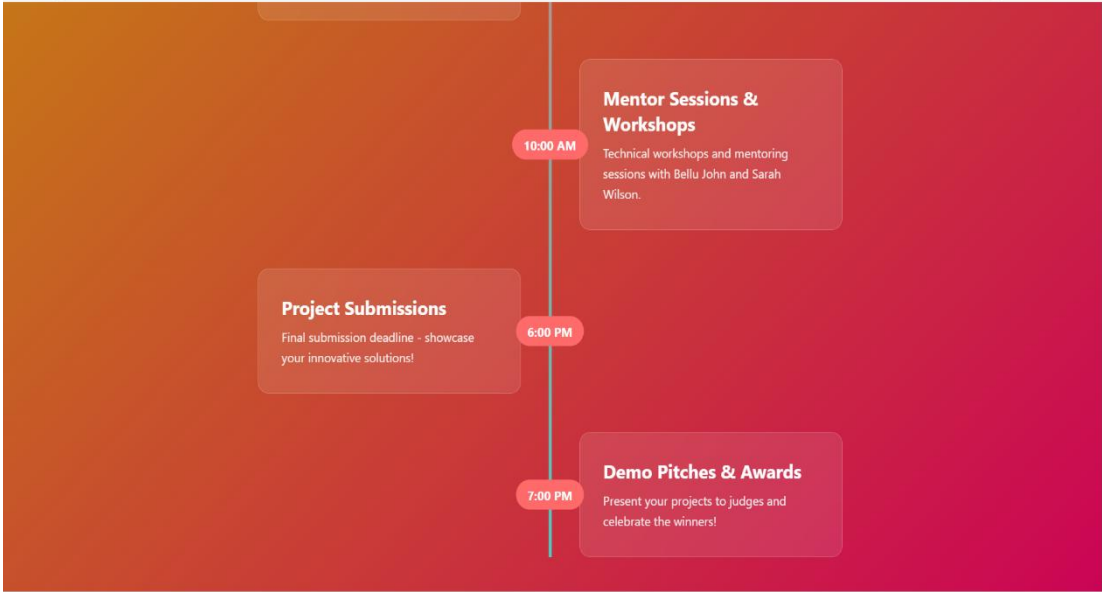 Mentor Sessions &
Workshops
10:00 AM
Technical workshops and mentoring
sessions with Bellu John and Sarah
Wilson.
Project Submissions
6:00 PM
Final submission deadline - showcase
your innovative solutions!
Demo Pitches & Awards
7:00 PM
Present your projects to judges and
celebrate the winners!